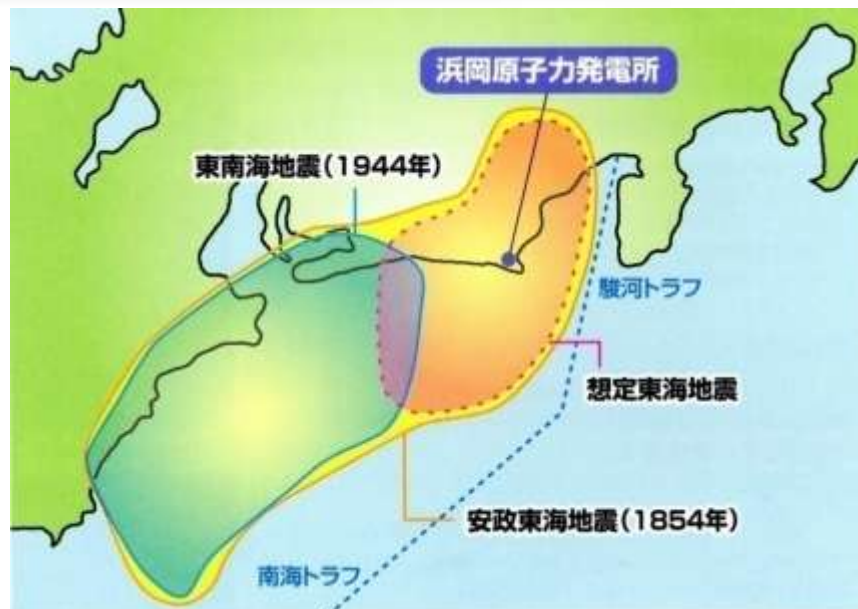 浜岡原子力発電所
東南海地震(1944年)
駿河トラフ
想定東海地震
安政東海地震(1854年)
南海トラフ